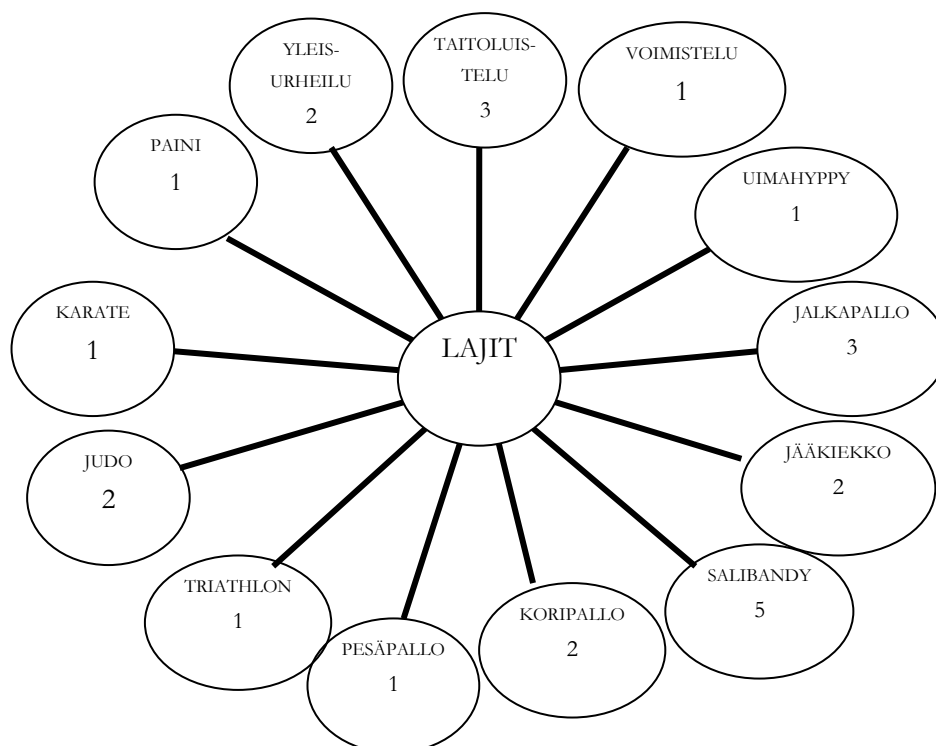 YLEIS-
URHEILU
2
TAITOLUIS-
TELU
3
VOIMISTELU
1
UIMAHYPPY
1
JALKAPALLO
3
JÄÄKIEKKO
2
SALIBANDY
5
KORIPALLO
2
PESÄPALLO
1
TRIATHLON
1
JUDO
2
KARATE
1
PAINI
1
LAJIT